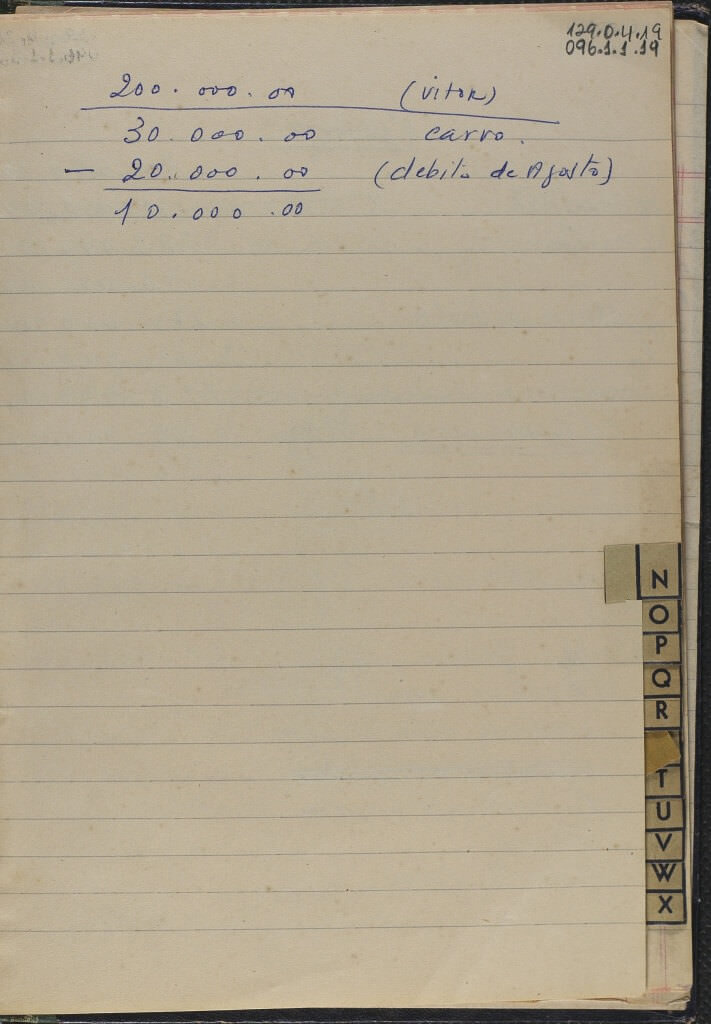 129.0.4.19
096.1.1.19
200.000.00 (vitor)
30.000.00 carro.
- 20.000.00 (debito de Agosto)
10.000.00
N
O
P
Q
R
T
U
V
W
X